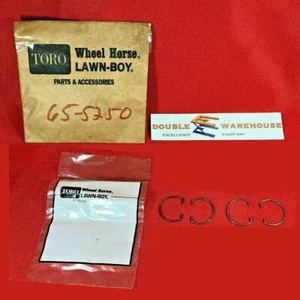 TORO
Wheel Horse®
LAWN-BOY®
PARTS & ACCESSORIES
65-5250
DOUBLE WAREHOUSE
EXCELLENCE EVERY DAY
TORO
Wheel Horse®
LAWN-BOY®